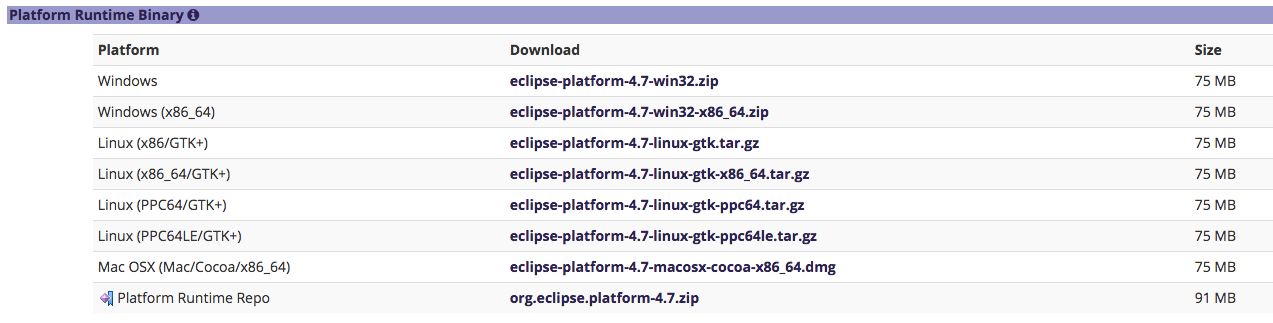 Platform Runtime Binary
Platform Download Size
Windows eclipse-platform-4.7-win32.zip 75 MB
Windows (x86_64) eclipse-platform-4.7-win32-x86_64.zip 75 MB
Linux (x86/GTK+) eclipse-platform-4.7-linux-gtk.tar.gz 75 MB
Linux (x86_64/GTK+) eclipse-platform-4.7-linux-gtk-x86_64.tar.gz 75 MB
Linux (PPC64/GTK+) eclipse-platform-4.7-linux-gtk-ppc64.tar.gz 75 MB
Linux (PPC64LE/GTK+) eclipse-platform-4.7-linux-gtk-ppc64le.tar.gz 75 MB
Mac OSX (Mac/Cocoa/x86_64) eclipse-platform-4.7-macosx-cocoa-x86_64.dmg 75 MB
Platform Runtime Repo org.eclipse.platform-4.7.zip 91 MB